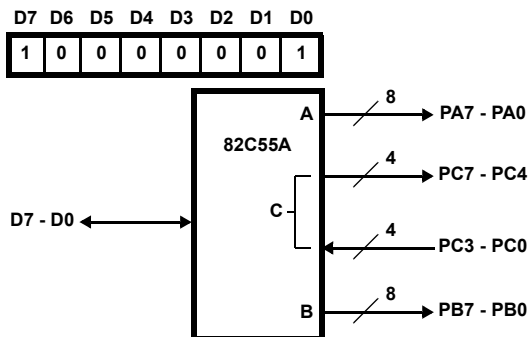 D7 D6 D5 D4 D3 D2 D1 D0
1 0 0 0 0 0 0 1
A 8 PA7 - PA0
82C55A
4 PC7 - PC4
C
D7 - D0
4 PC3 - PC0
B 8 PB7 - PB0